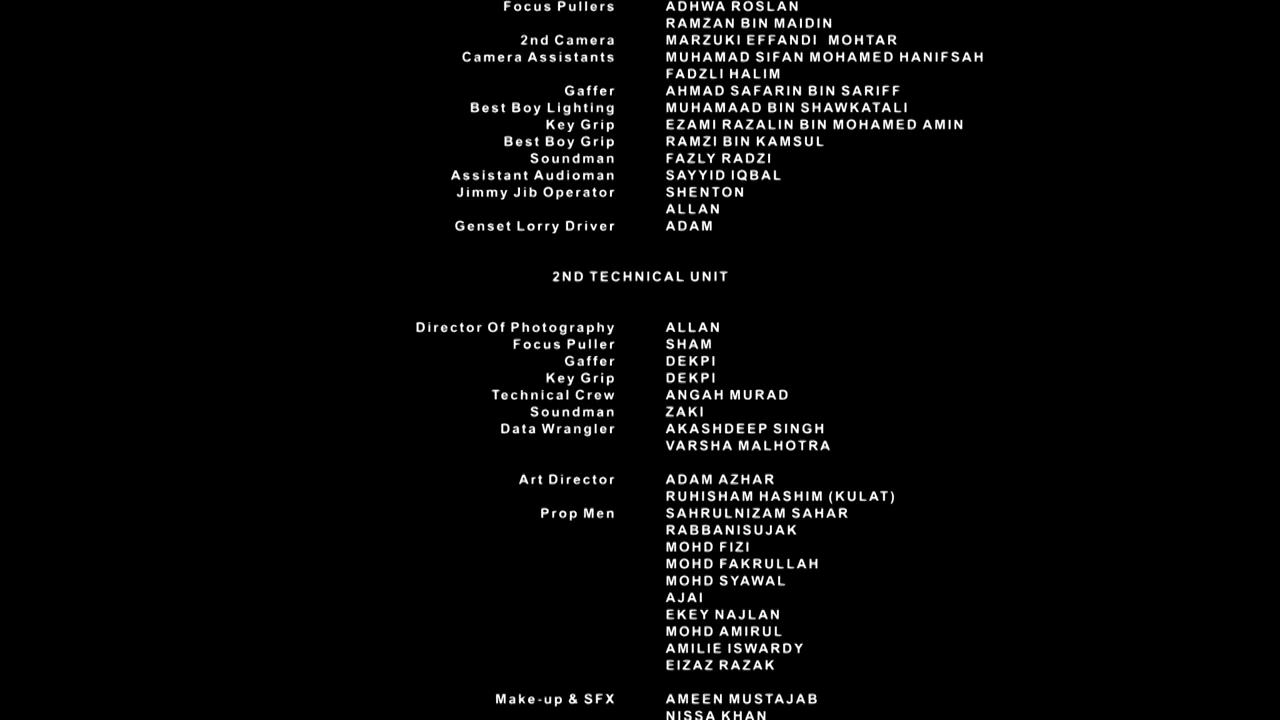 Focus Pullers ADHWA ROSLAN
RAMZAN BIN MAIDIN
2nd Camera MARZUKI EFFANDI MOHTAR
Camera Assistants MUHAMAD SIFAN MOHAMED HANIFSAH
FADZLI HALIM
Gaffer AHMAD SAFARIN BIN SARIFF
Best Boy Lighting MUHAMAAD BIN SHAWKATALI
Key Grip EZAMI RAZALIN BIN MOHAMED AMIN
Best Boy Grip RAMZI BIN KAMSUL
Soundman FAZLY RADZI
Assistant Audioman SAYYID IQBAL
Jimmy Jib Operator SHENTON
ALLAN
Genset Lorry Driver ADAM
2ND TECHNICAL UNIT
Director Of Photography ALLAN
Focus Puller SHAM
Gaffer DEKPI
Key Grip DEKPI
Technical Crew ANGAH MURAD
Soundman ZAKI
Data Wrangler AKASHDEEP SINGH
VARSHA MALHOTRA
Art Director ADAM AZHAR
RUHISHAM HASHIM (KULAT)
Prop Men SAHRULNIZAM SAHAR
RABBANISUJAK
MOHD FIZI
MOHD FAKRULLAH
MOHD SYAWAL
AJAI
EKEY NAJLAN
MOHD AMIRUL
AMILIE ISWARDY
EIZAZ RAZAK
Make-up & SFX AMEEN MUSTAJAB
NISSA KHAN